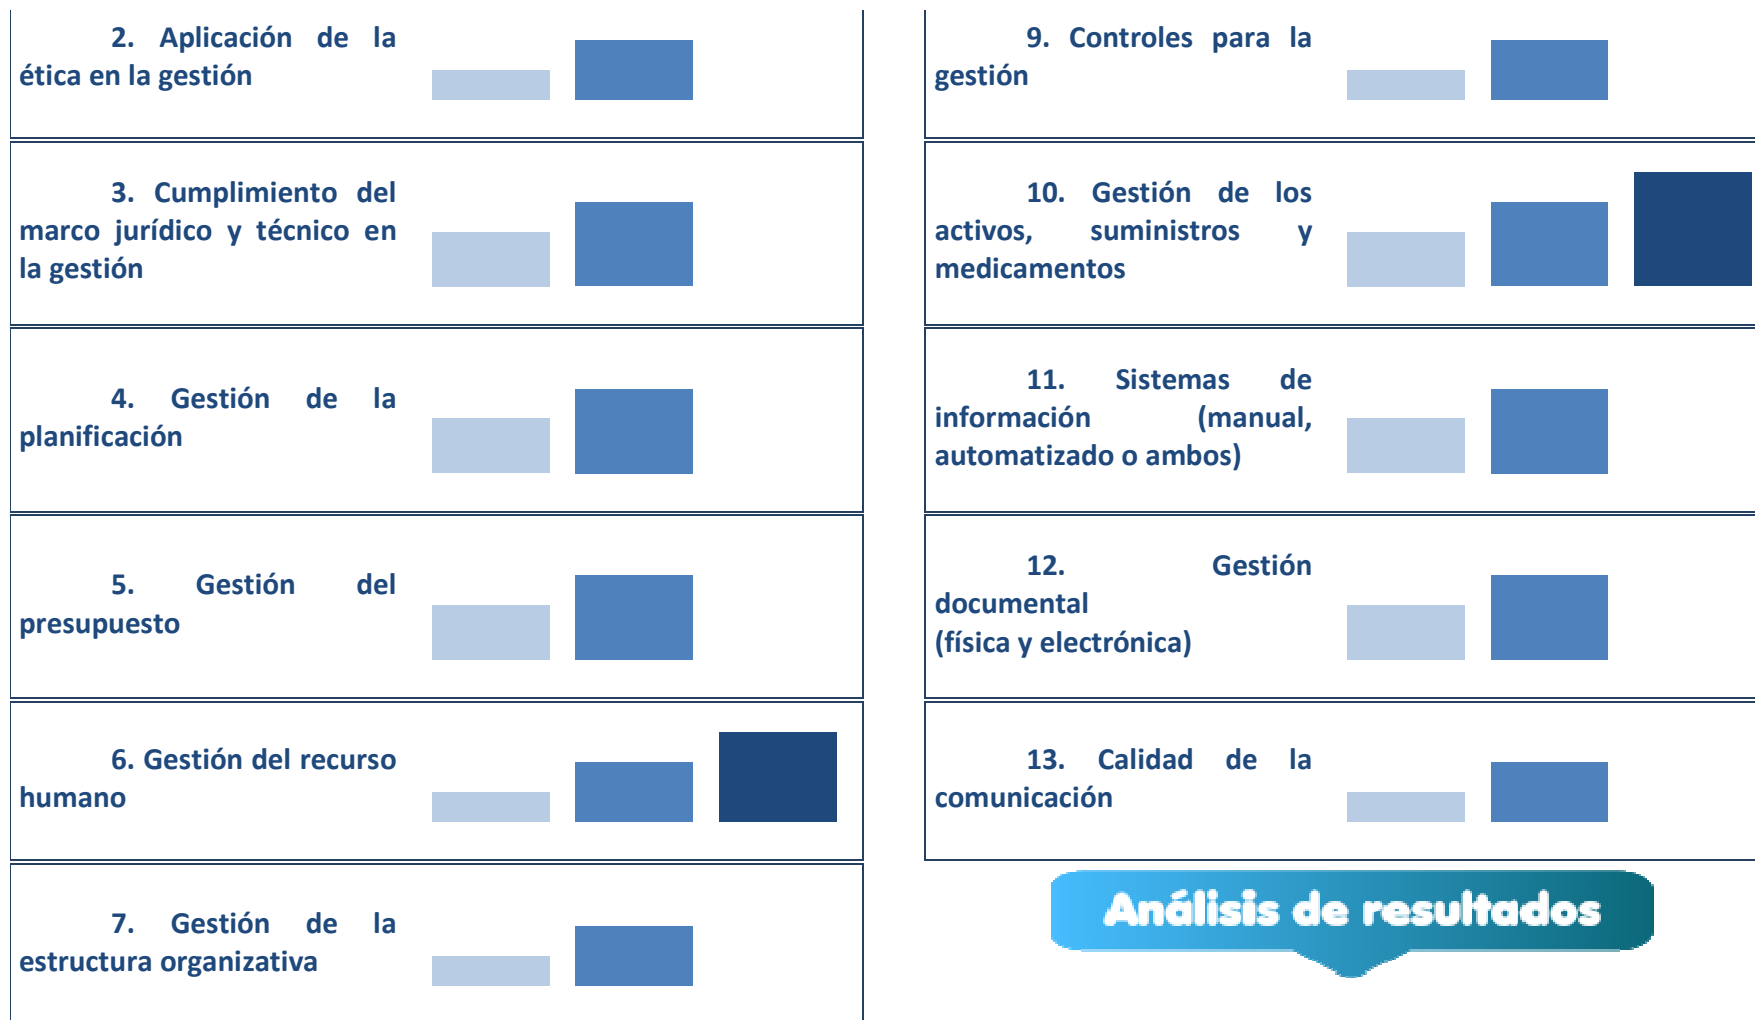 2. Aplicación de la
ética en la gestión
3. Cumplimiento del
marco jurídico y técnico en
la gestión
4. Gestión de la
planificación
5. Gestión del
presupuesto
6. Gestión del recurso
humano
7. Gestión de la
estructura organizativa
9. Controles para la
gestión
10. Gestión de los
activos, suministros y
medicamentos
11. Sistemas de
información (manual,
automatizado o ambos)
12. Gestión
documental
(física y electrónica)
13. Calidad de la
comunicación
Análisis de resultados